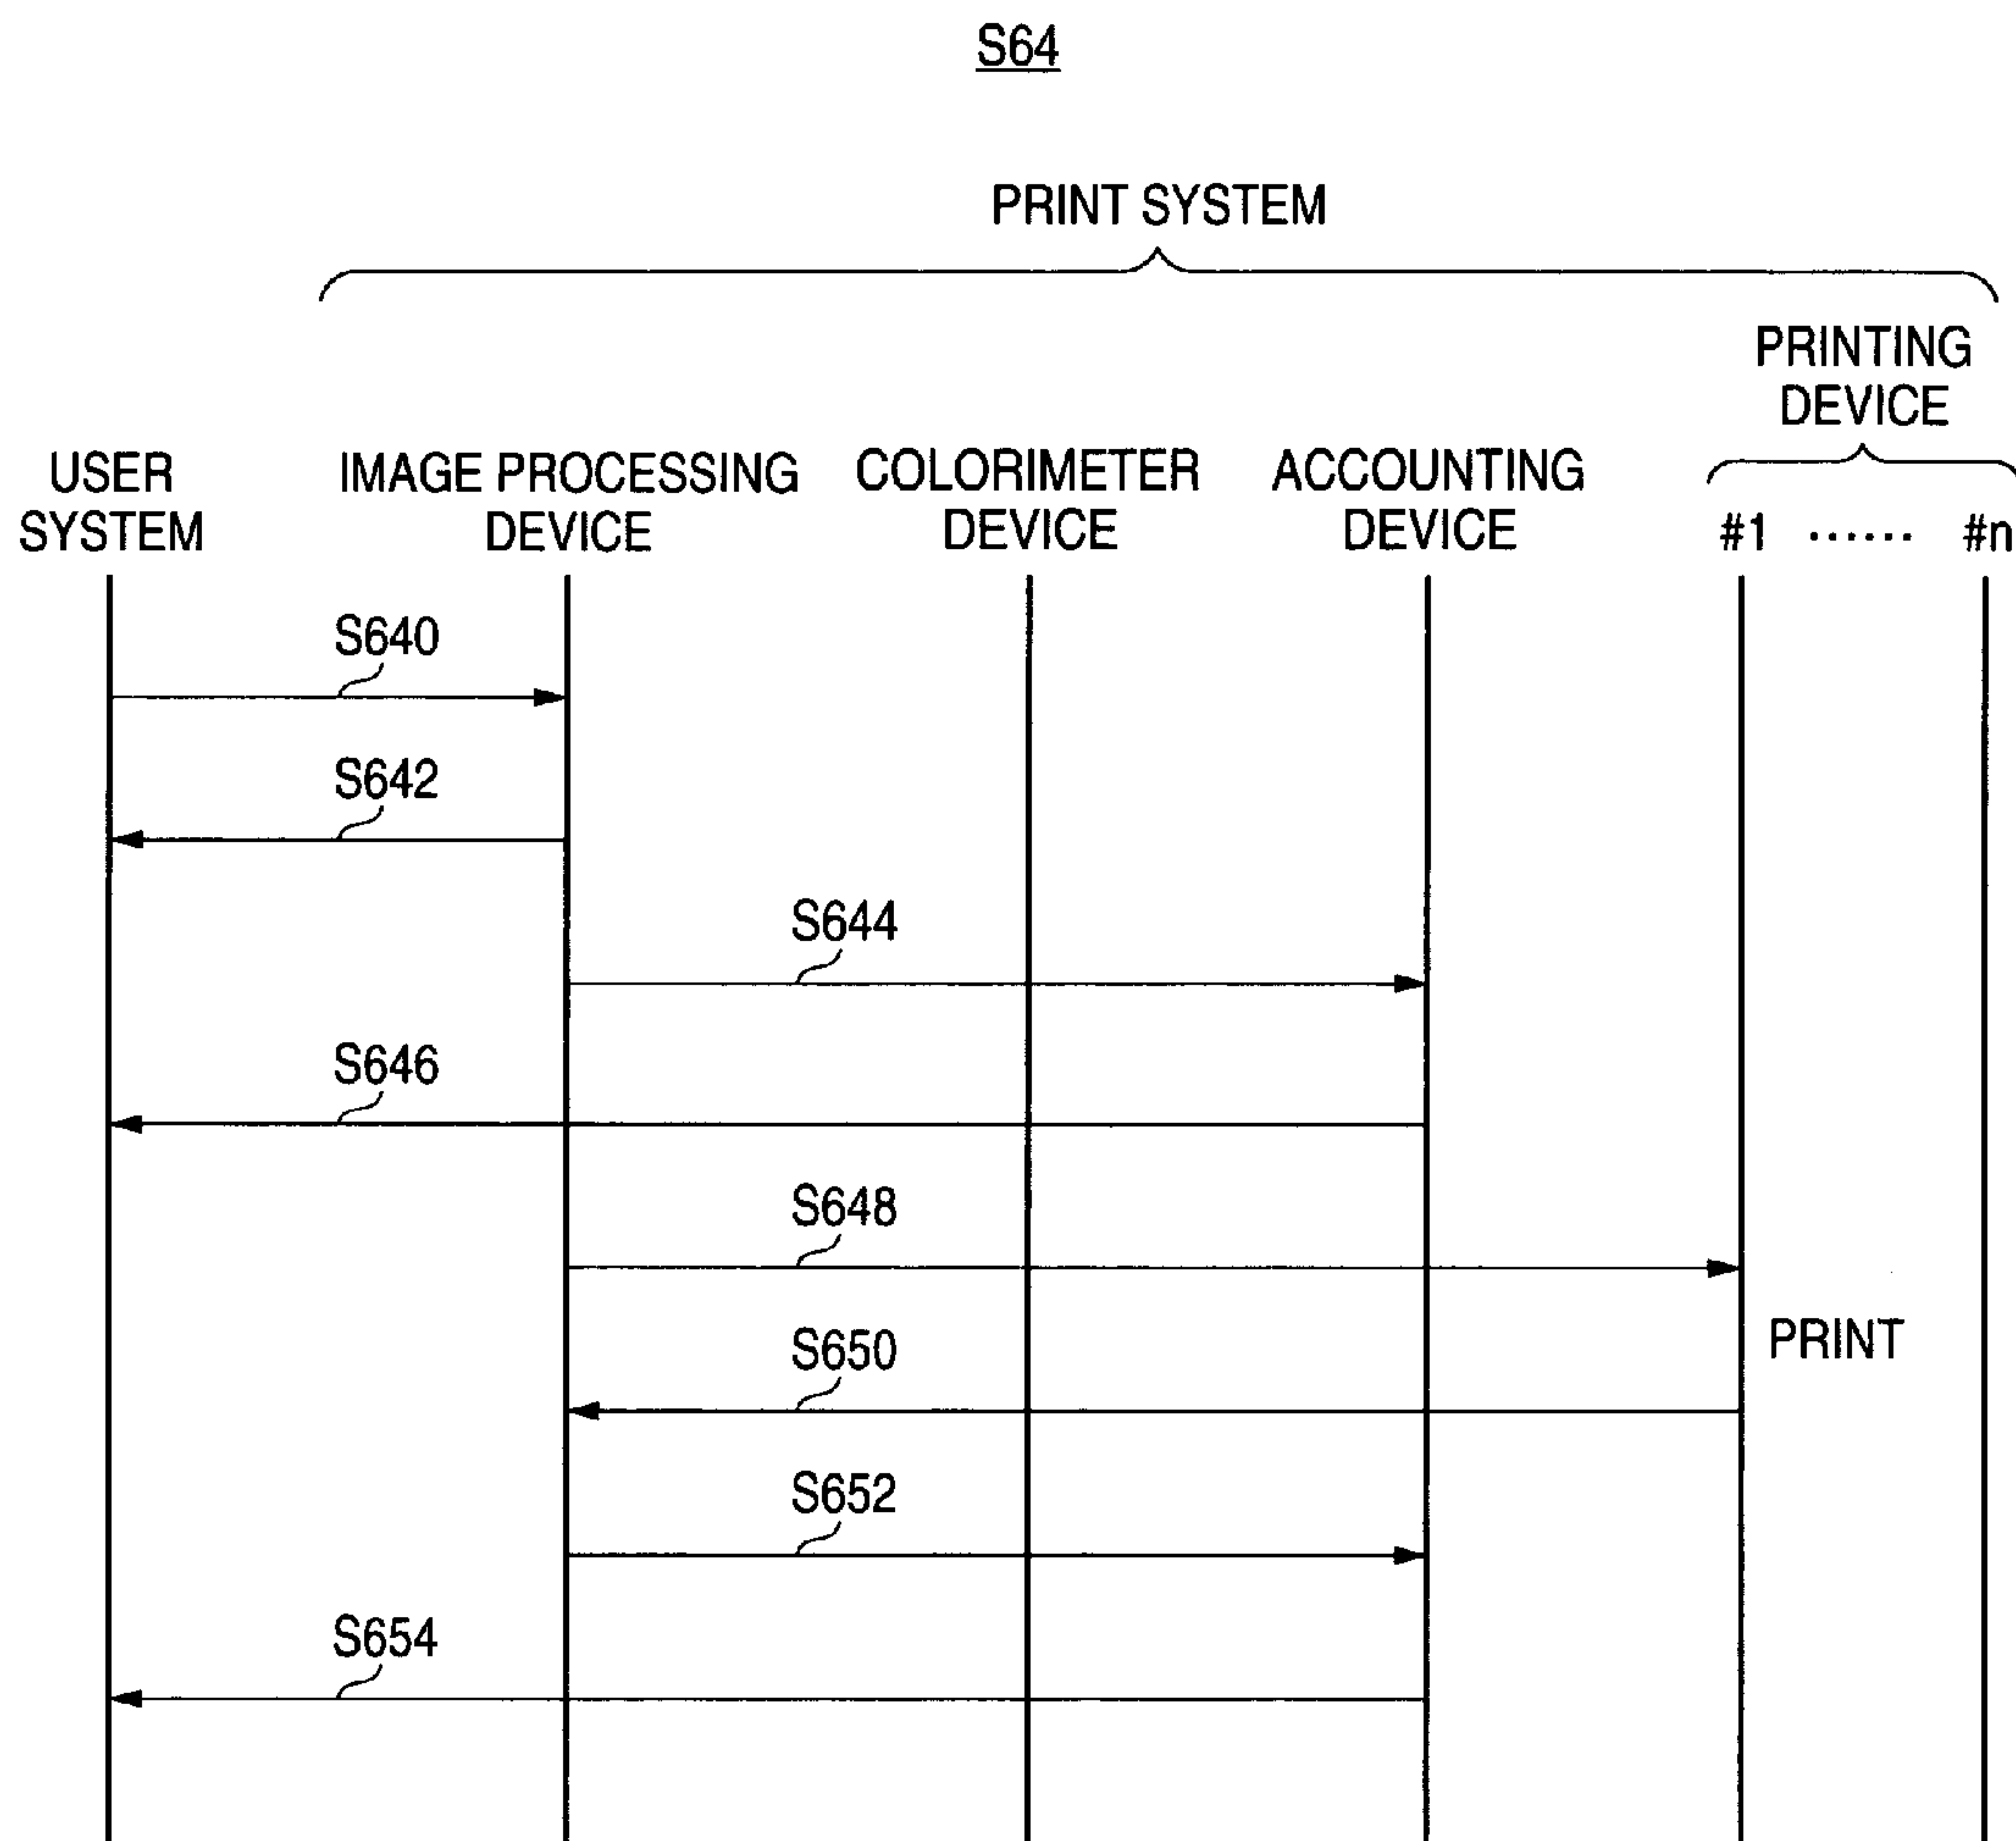 S64
PRINT SYSTEM
PRINTING
DEVICE
USER
SYSTEM
IMAGE PROCESSING
DEVICE
COLORIMETER
DEVICE
ACCOUNTING
DEVICE
#1 ...... #n
S640
S642
S644
S646
S648
PRINT
S650
S652
S654